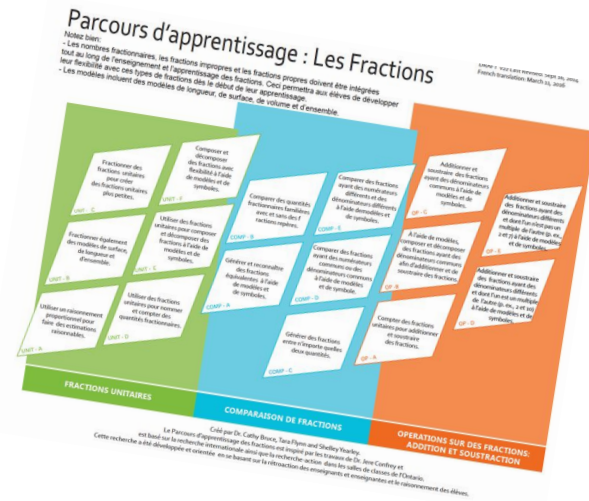 Parcours d'apprentissage : Les Fractions
Notez bien:
- Les nombres fractionnaires, les fractions impropres et les fractions propres doivent être intégrées
tout au long de l'enseignement et l'apprentissage des fractions. Ceci permettra aux élèves de développer
leur flexibilité avec ces types de fractions dès le début de leur apprentissage.
- Les modèles incluent des modèles de longueur, de surface, de volume et d'ensemble.
French translation: March 11, 2016
Fractionner des
fractions unitaires
pour créer
des fractions unitaires
plus petites.
UNIT - C
Composer et
décomposer
des fractions avec
flexibilité à l'aide
de modèles et de
symboles.
Fractionner également
des modèles de surface,
de longueur et
d'ensemble.
UNIT - B
Utiliser des fractions
unitaires pour composer
et décomposer des
fractions à l'aide de
modèles et de
symboles.
Utiliser un raisonnement
proportionnel pour
faire des estimations
raisonnables.
UNIT - A
Utiliser des fractions
unitaires pour nommer
et compter des
quantités fractionnaires.
UNIT - D
Comparer des quantités
fractionnaires familières
avec et sans des f
ractions repères.
COMP - B
Comparer des fractions
ayant des numérateurs
différents et des
dénominateurs différents
à l'aide demodèles et
de symbole.
COMP - E
Générer et reconnaître
des fractions
équivalentes à l'aide
de modèles et
de symboles.
COMP - A
Comparer des fractions
ayant des numérateurs
communs ou des
dénominateurs communs
à l'aide de modèles et
de symbole.
COMP - D
Générer des fractions
entre n'importe quelles
deux quantités.
COMP - C
Additionner et
soustraire des fractions
ayant des dénominateurs
communs à l'aide de
modèles et de
symboles.
OP - C
Additionner et soustraire
des fractions ayant des
dénominateurs différents
et dont l'un n'est pas un
multiple de l'autre (p. ex.,
à l'aide de modèles
et de symboles.
OP - E
À l'aide de modèles,
composer et décomposer
des fractions ayant des
dénominateurs communs
afin d'additionner et de
soustraire des fractions.
OP - B
Additionner et soustraire
des fractions ayant des
dénominateurs différents
et dont l'un est un multiple
de l'autre (p. ex.,
à l'aide de modèles et de
symboles.
OP - D
Compter des fractions
unitaires pour additionner
et soustraire
des fractions.
OP - A
FRACTIONS UNITAIRES
COMPARAISON DE FRACTIONS
OPERATIONS SUR DES FRACTIONS:
ADDITION ET SOUSTRACTION
Créé par Dr. Cathy Bruce, Tara Flynn and Shelley Yearley.
Le Parcours d'apprentissage des fractions est inspiré par les travaux de Dr. Jere Confrey et
est basé sur la recherche internationale ainsi que la recherche action dans les salles de classes de l'Ontario.
Cette recherche a été développée et orientée en se basant sur la rétroaction des enseignants et enseignantes et le raisonnement des élèves.